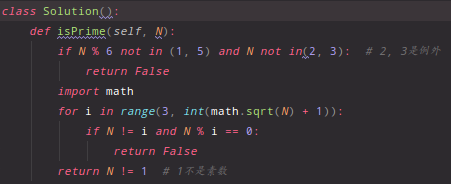 class Solution():
    def isPrime(self, N):
        if N % 6 not in (1, 5) and N not in(2, 3):  # 2, 3是例外
            return False
        import math
        for i in range(3, int(math.sqrt(N) + 1)):
            if N != i and N % i == 0:
                return False
        return N != 1  # 1不是素数